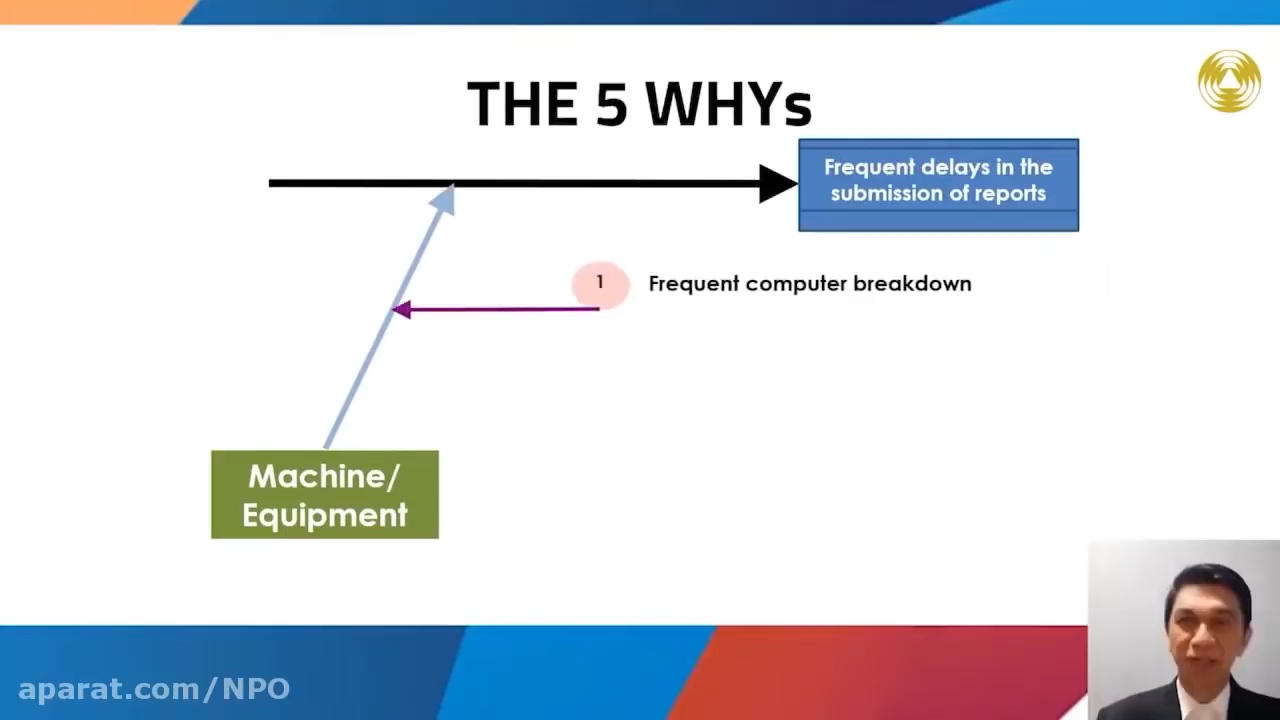 THE 5 WHYs
Frequent delays in the
submission of reports
1
Frequent computer breakdown
Machine/
Equipment
aparat.com/NPO